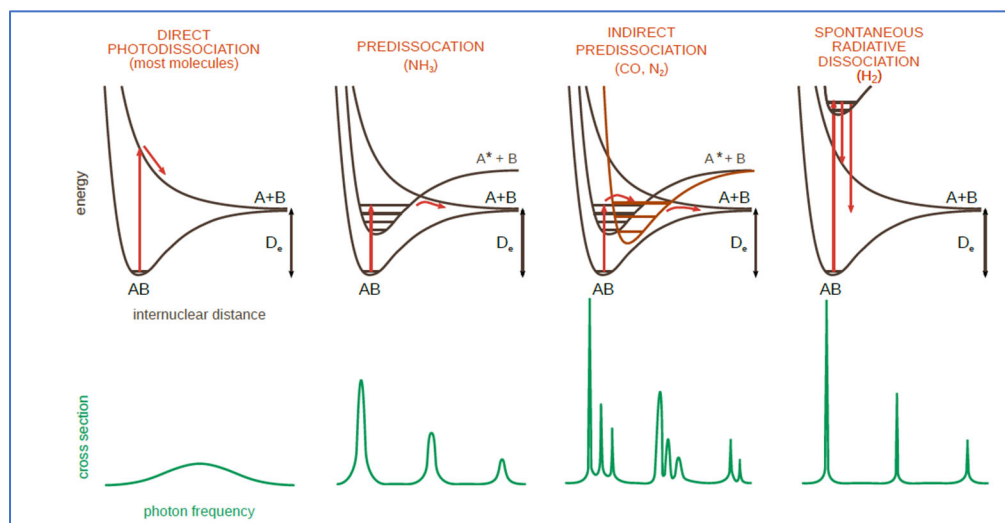 DIRECT
PHOTODISSOCIATION
(most molecules)
PREDISSOCATION
(NH₃)
INDIRECT
PREDISSOCIATION
(CO, N₂)
SPONTANEOUS
RADIATIVE
DISSOCIATION
(H₂)
energy
A+B
Dₑ
AB
internuclear distance
A* + B
A+B
Dₑ
AB
A* + B
A+B
Dₑ
AB
A+B
Dₑ
AB
cross section
photon frequency